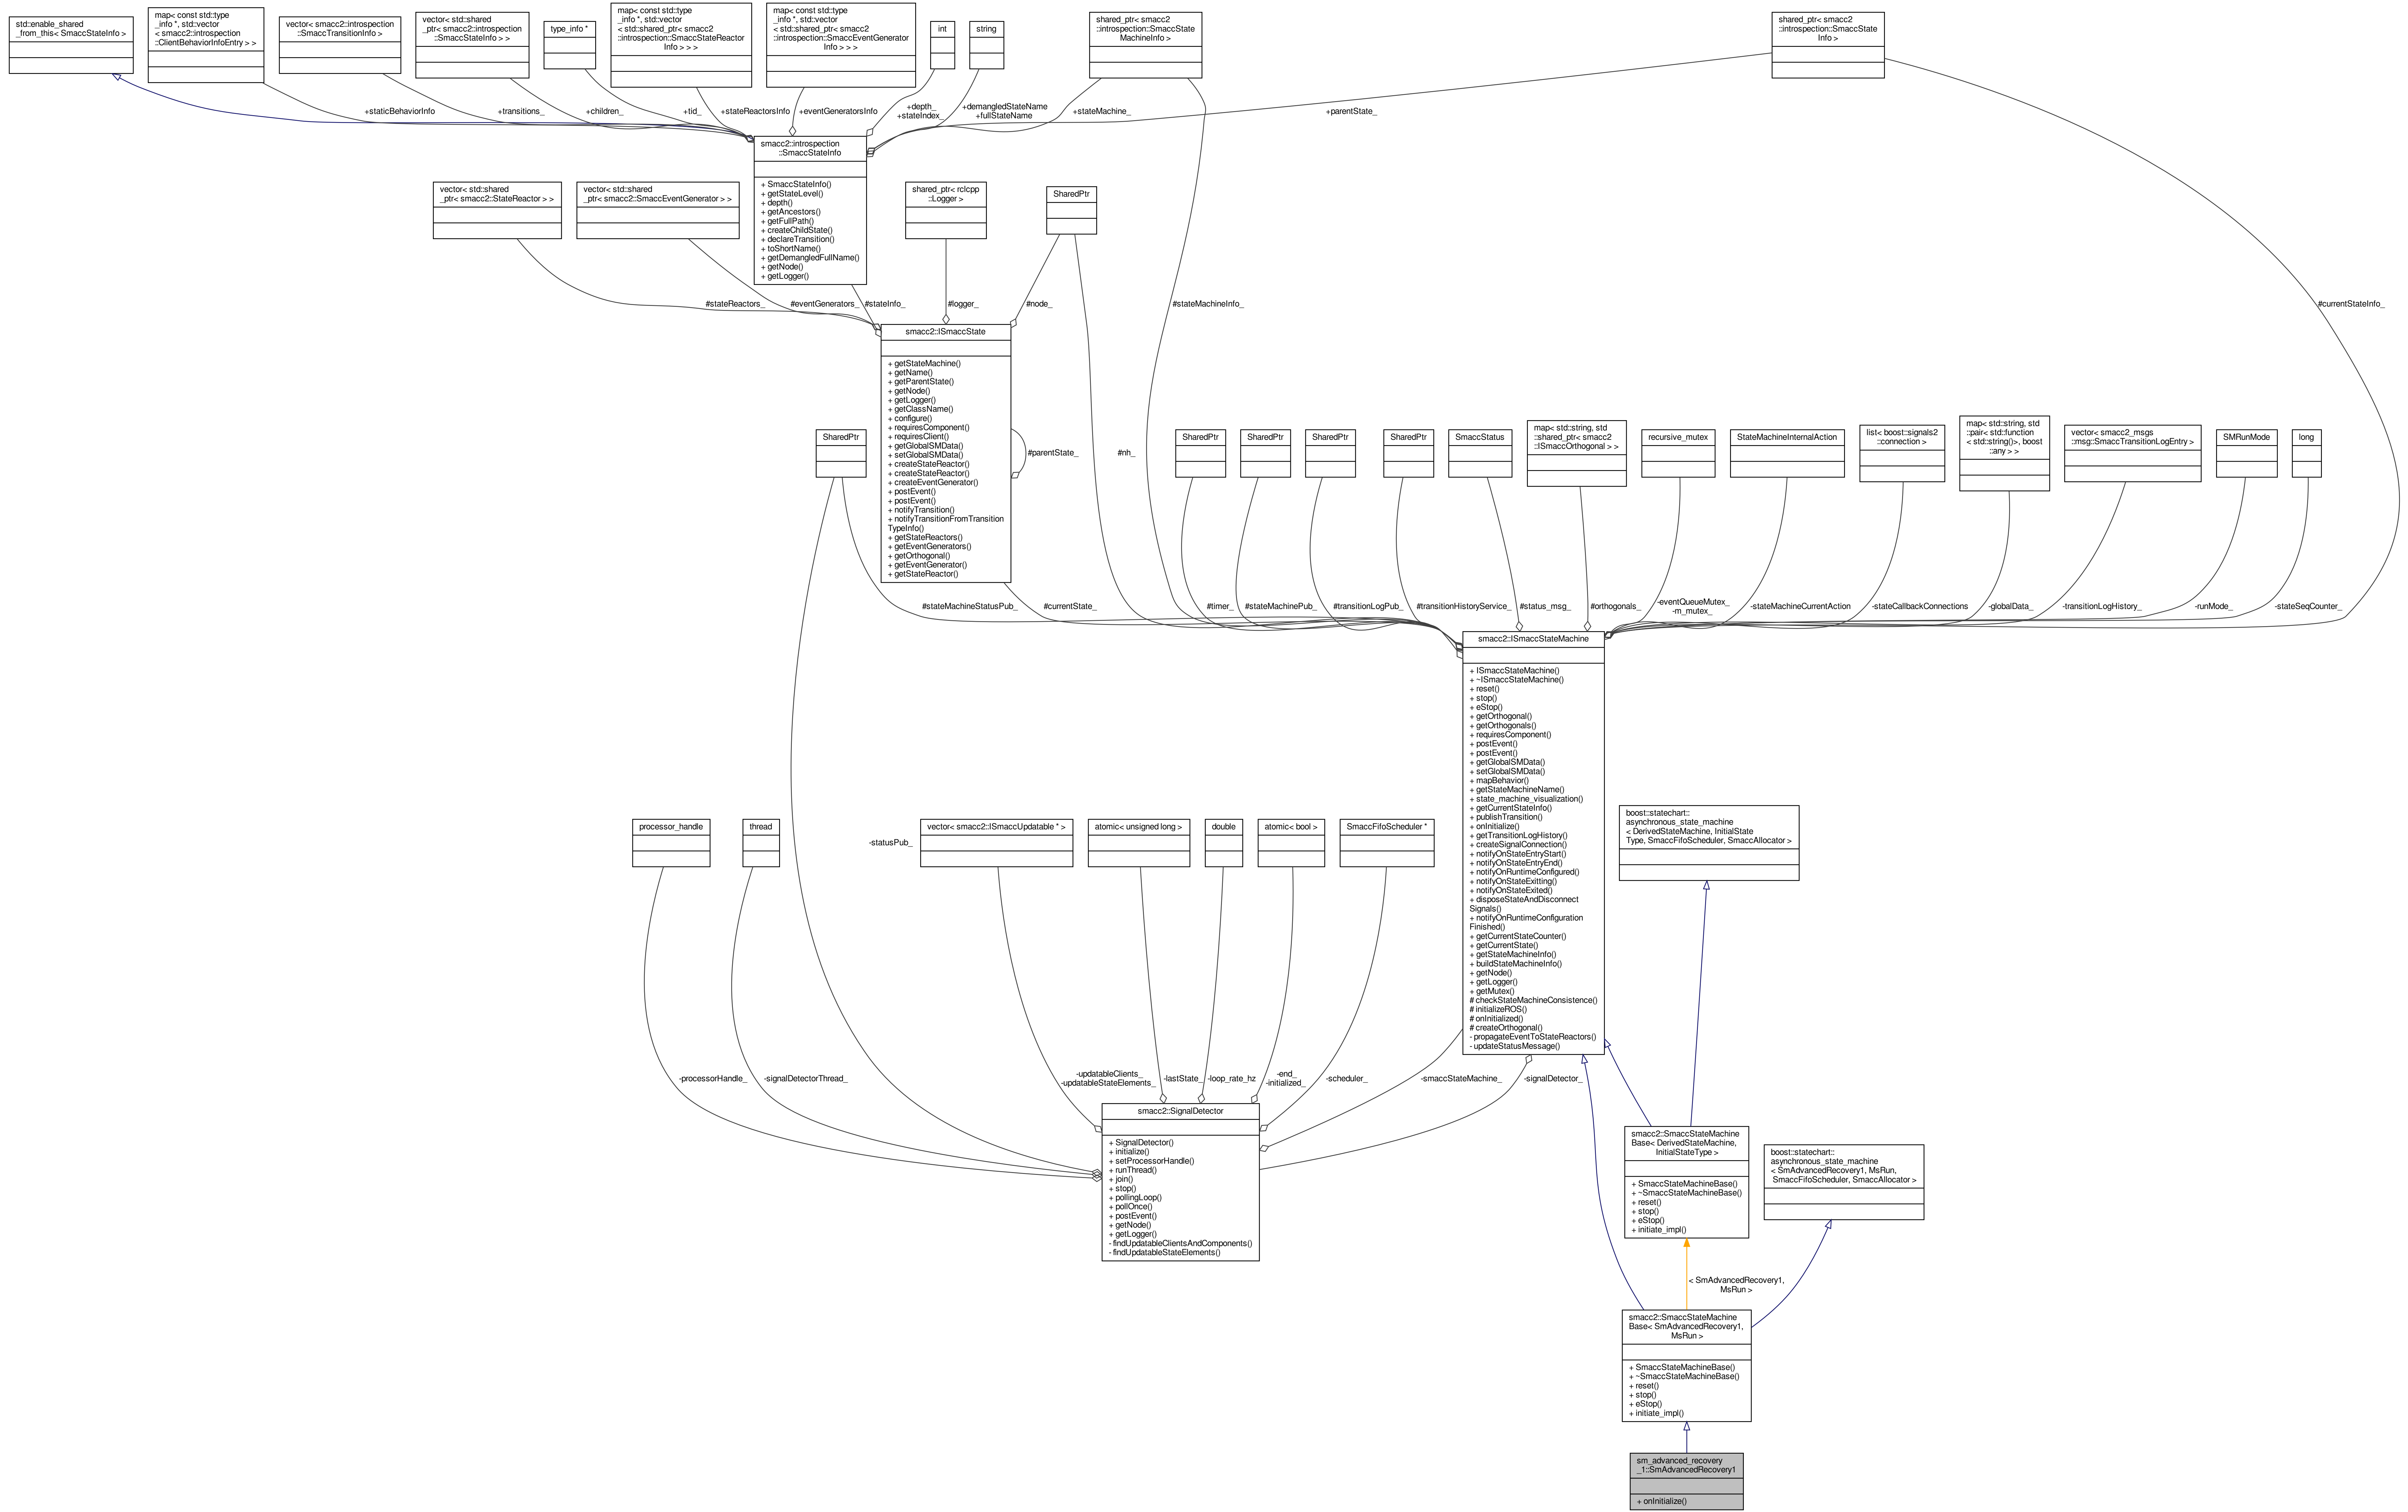 std::enable_shared
_from_this< SmaccStateInfo >
map< const std::type
_info *, std::vector
< smacc2::introspection
::ClientBehaviorInfoEntry > >
vector< smacc2::introspection
::SmaccTransitionInfo >
vector< std::shared
_ptr< smacc2::introspection
::SmaccStateInfo > >
type_info *
map< const std::type
_info *, std::vector
< std::shared_ptr< smacc2
::introspection::SmaccStateReactor
Info > > >
map< const std::type
_info *, std::vector
< std::shared_ptr< smacc2
::introspection::SmaccEventGenerator
Info > > >
int
string
shared_ptr< smacc2
::introspection::SmaccState
MachineInfo >
shared_ptr< smacc2
::introspection::SmaccState
Info >
+staticBehaviorInfo
+transitions_
+children_
+tid_
+stateReactorsInfo
+eventGeneratorsInfo
+depth_
+stateIndex_
+demangledStateName
+fullStateName
+stateMachine_
+parentState_
smacc2::introspection
::SmaccStateInfo
+ SmaccStateInfo()
+ getStateLevel()
+ depth()
+ getAncestors()
+ getFullPath()
+ createChildState()
+ declareTransition()
+ toShortName()
+ getDemangledFullName()
+ getNode()
+ getLogger()
vector< std::shared
_ptr< smacc2::StateReactor > >
vector< std::shared
_ptr< smacc2::SmaccEventGenerator > >
shared_ptr< rclcpp
::Logger >
SharedPtr
#stateReactors_
#eventGenerators_
#stateInfo_
#logger_
#node_
#stateMachineInfo_
#currentStateInfo_
smacc2::ISmaccState
+ getStateMachine()
+ getName()
+ getParentState()
+ getNode()
+ getLogger()
+ getClassName()
+ configure()
+ requiresComponent()
+ requiresClient()
+ getGlobalSMData()
+ setGlobalSMData()
+ createStateReactor()
+ createStateReactor()
+ createEventGenerator()
+ postEvent()
+ postEvent()
+ notifyTransition()
+ notifyTransitionFromTransition
TypeInfo()
+ getStateReactors()
+ getEventGenerators()
+ getOrthogonal()
+ getEventGenerator()
+ getStateReactor()
#parentState_
#nh_
SharedPtr
SharedPtr
SharedPtr
SharedPtr
SharedPtr
SmaccStatus
map< std::string, std
::shared_ptr< smacc2
::ISmaccOrthogonal > >
recursive_mutex
StateMachineInternalAction
list< boost::signals2
::connection >
map< std::string, std
::pair< std::function
< std::string()>, boost
::any > >
vector< smacc2_msgs
::msg::SmaccTransitionLogEntry >
SMRunMode
long
#stateMachineStatusPub_
#currentState_
#timer_
#stateMachinePub_
#transitionLogPub_
#transitionHistoryService_
#status_msg_
#orthogonals_
-eventQueueMutex_
-m_mutex_
-stateMachineCurrentAction
-stateCallbackConnections
-globalData_
-transitionLogHistory_
-runMode_
-stateSeqCounter_
smacc2::ISmaccStateMachine
+ ISmaccStateMachine()
+ ~ISmaccStateMachine()
+ reset()
+ stop()
+ eStop()
+ getOrthogonal()
+ getOrthogonals()
+ requiresComponent()
+ postEvent()
+ postEvent()
+ getGlobalSMData()
+ setGlobalSMData()
+ mapBehavior()
+ getStateMachineName()
+ state_machine_visualization()
+ getCurrentStateInfo()
+ publishTransition()
+ onInitialize()
+ getTransitionLogHistory()
+ createSignalConnection()
+ notifyOnStateEntryStart()
+ notifyOnStateEntryEnd()
+ notifyOnRuntimeConfigured()
+ notifyOnStateExitting()
+ notifyOnStateExited()
+ disposeStateAndDisconnect
Signals()
+ notifyOnRuntimeConfiguration
Finished()
+ getCurrentStateCounter()
+ getCurrentState()
+ getStateMachineInfo()
+ buildStateMachineInfo()
+ getNode()
+ getLogger()
+ getMutex()
# checkStateMachineConsistence()
# initializeROS()
# onInitialized()
# createOrthogonal()
- propagateEventToStateReactors()
- updateStatusMessage()
processor_handle
thread
-statusPub_
vector< smacc2::ISmaccUpdatable * >
atomic< unsigned long >
double
atomic< bool >
SmaccFifoScheduler *
boost::statechart::
asynchronous_state_machine
< DerivedStateMachine, InitialState
Type, SmaccFifoScheduler, SmaccAllocator >
-processorHandle_
-signalDetectorThread_
-updatableClients_
-updatableStateElements_
-lastState_
-loop_rate_hz
-end_
-initialized_
-scheduler_
-smaccStateMachine_
-signalDetector_
smacc2::SignalDetector
+ SignalDetector()
+ initialize()
+ setProcessorHandle()
+ runThread()
+ join()
+ stop()
+ pollingLoop()
+ pollOnce()
+ postEvent()
+ getNode()
+ getLogger()
- findUpdatableClientsAndComponents()
- findUpdatableStateElements()
smacc2::SmaccStateMachine
Base< DerivedStateMachine,
InitialStateType >
+ SmaccStateMachineBase()
+ ~SmaccStateMachineBase()
+ reset()
+ stop()
+ eStop()
+ initiate_impl()
boost::statechart::
asynchronous_state_machine
< SmAdvancedRecovery1, MsRun,
SmaccFifoScheduler, SmaccAllocator >
< SmAdvancedRecovery1,
MsRun >
smacc2::SmaccStateMachine
Base< SmAdvancedRecovery1,
MsRun >
+ SmaccStateMachineBase()
+ ~SmaccStateMachineBase()
+ reset()
+ stop()
+ eStop()
+ initiate_impl()
sm_advanced_recovery
_1::SmAdvancedRecovery1
+ onInitialize()